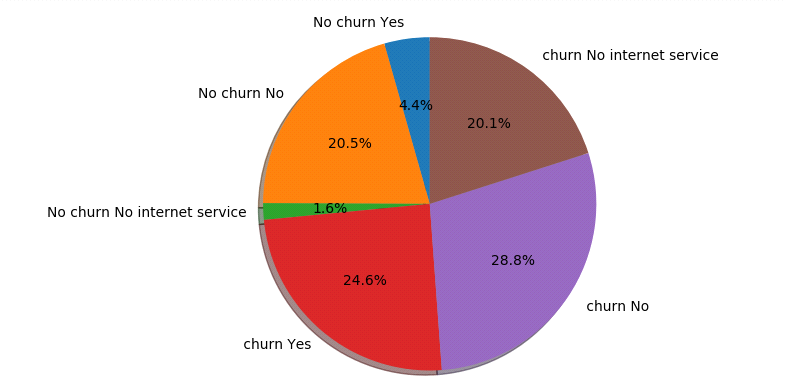 No churn Yes
churn No internet service
No churn No
4.4%
20.1%
20.5%
No churn No internet service
1.6%
28.8%
24.6%
churn No
churn Yes